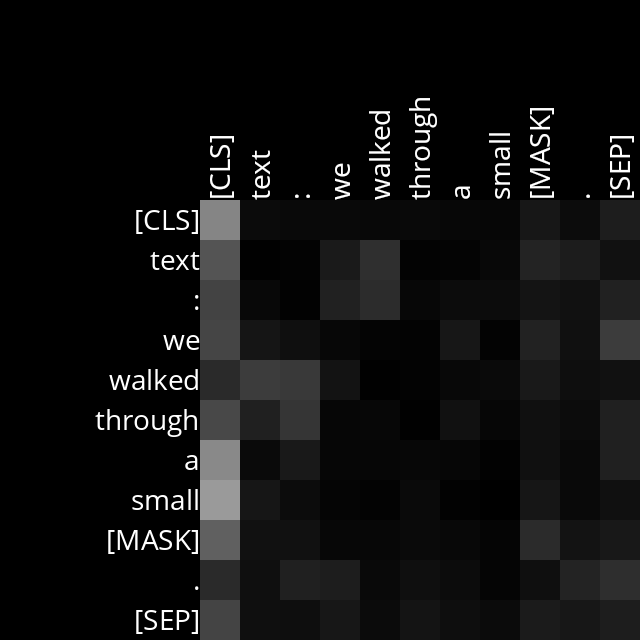 [CLS] text : we walked through a small [MASK] . [SEP]
[CLS]
text
:
we
walked
through
a
small
[MASK]
.
[SEP]